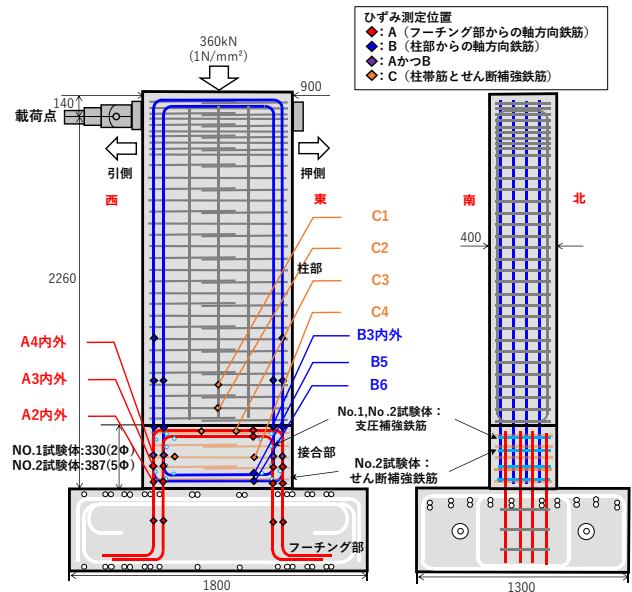 ひずみ測定位置
：A（フーチング部からの軸方向鉄筋）
：B（柱部からの軸方向鉄筋）
：AかつB
：C（柱帯筋とせん断補強鉄筋）
360kN
(1N/mm²)
900
140
載荷点
引側
押側
西
東
南
北
C1
C2
柱部
C3
C4
400
2260
A4内外
B3内外
B5
A3内外
B6
A2内外
No.1,No.2試験体：
支圧補強鉄筋
NO.1試験体:330(2Φ)
NO.2試験体:387(5Φ)
接合部
No.2試験体：
せん断補強鉄筋
フーチング部
1800
1300